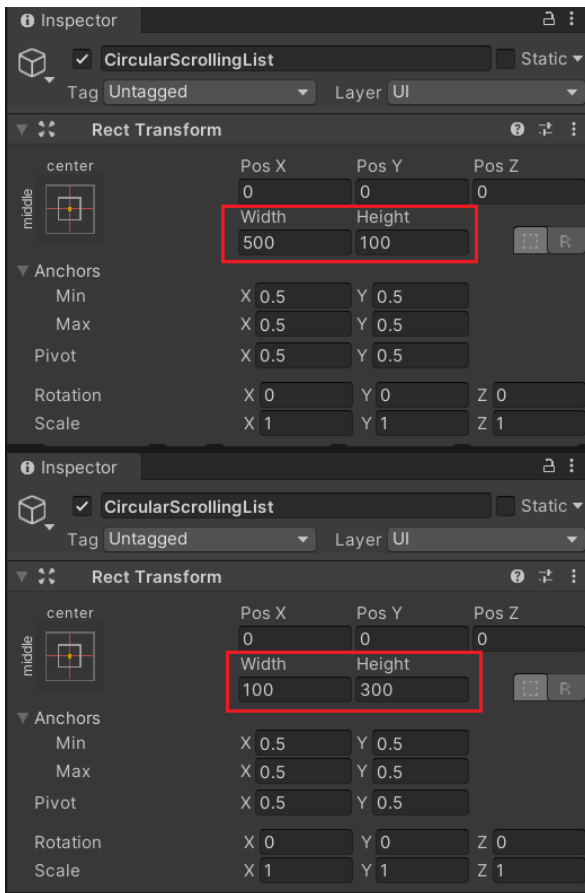 Inspector
CircularScrollingList Static
Tag Untagged Layer UI
Rect Transform
center Pos X Pos Y Pos Z
middle 0 0 0
Width Height
500 100 R
Anchors
Min X 0.5 Y 0.5
Max X 0.5 Y 0.5
Pivot X 0.5 Y 0.5
Rotation X 0 Y 0 Z 0
Scale X 1 Y 1 Z 1
Inspector
CircularScrollingList Static
Tag Untagged Layer UI
Rect Transform
center Pos X Pos Y Pos Z
middle 0 0 0
Width Height
100 300 R
Anchors
Min X 0.5 Y 0.5
Max X 0.5 Y 0.5
Pivot X 0.5 Y 0.5
Rotation X 0 Y 0 Z 0
Scale X 1 Y 1 Z 1